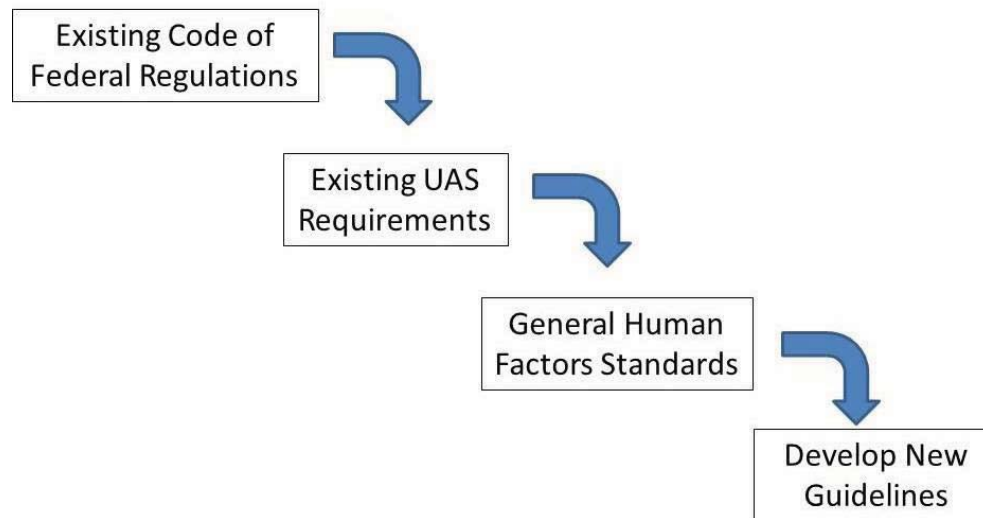 Existing Code of
Federal Regulations
Existing UAS
Requirements
General Human
Factors Standards
Develop New
Guidelines